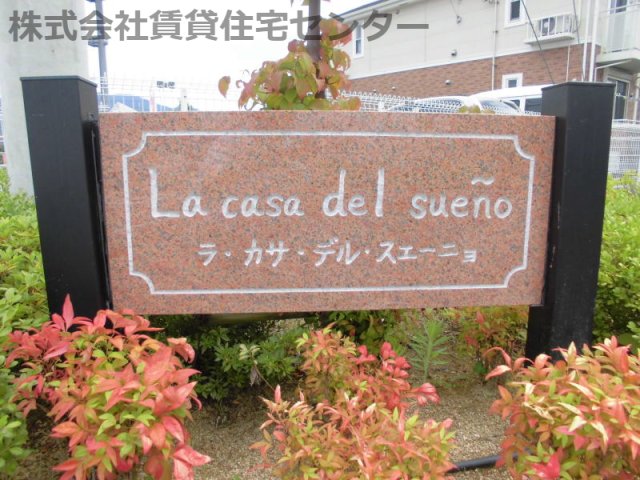 株式会社賃貸住宅センター
La casa del sueño
ラ・カサ・デル・スエーニョ